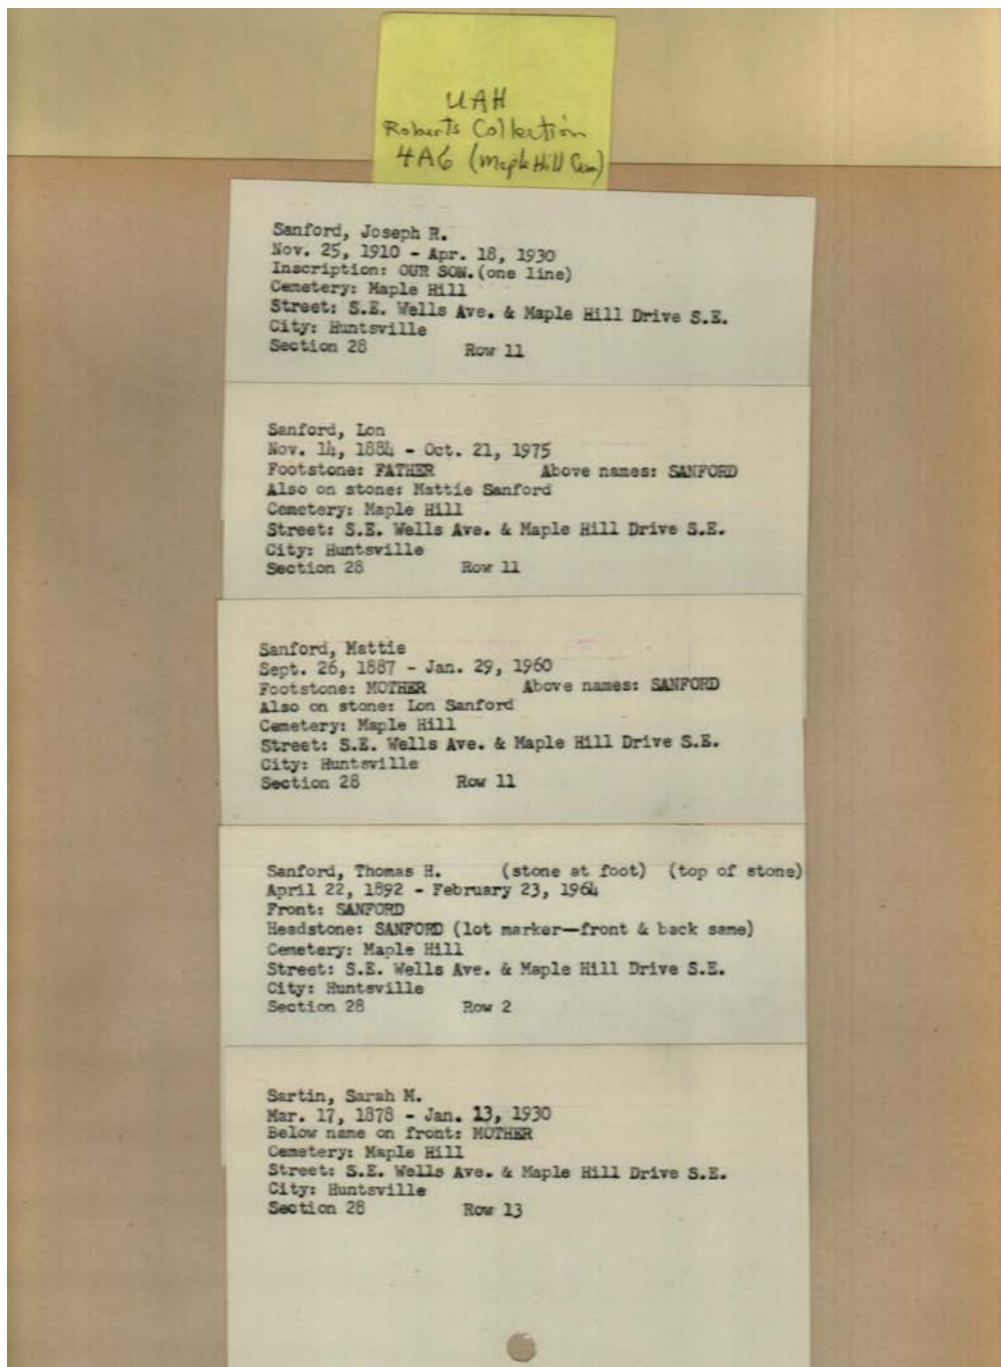 UAH
Roberts Collection
4A6 (Maple Hill Cem)
Sanford, Joseph R.
Nov. 25, 1910 - Apr. 18, 1930
Inscription: OUR SON.(one line)
Cemetery: Maple Hill
Street: S.E. Wells Ave. & Maple Hill Drive S.E.
City: Huntsville
Section 28 Row 11
Sanford, Lon
Nov. 14, 1884 - Oct. 21, 1975
Footstone: FATHER Above names: SANFORD
Also on stone: Mattie Sanford
Cemetery: Maple Hill
Street: S.E. Wells Ave. & Maple Hill Drive S.E.
City: Huntsville
Section 28 Row 11
Sanford, Mattie
Sept. 26, 1887 - Jan. 29, 1960
Footstone: MOTHER Above names: SANFORD
Also on stone: Lon Sanford
Cemetery: Maple Hill
Street: S.E. Wells Ave. & Maple Hill Drive S.E.
City: Huntsville
Section 28 Row 11
Sanford, Thomas H. (stone at foot) (top of stone)
April 22, 1892 - February 23, 1964
Front: SANFORD
Headstone: SANFORD (lot marker—front & back same)
Cemetery: Maple Hill
Street: S.E. Wells Ave. & Maple Hill Drive S.E.
City: Huntsville
Section 28 Row 2
Sartin, Sarah M.
Mar. 17, 1878 - Jan. 13, 1930
Below name on front: MOTHER
Cemetery: Maple Hill
Street: S.E. Wells Ave. & Maple Hill Drive S.E.
City: Huntsville
Section 28 Row 13